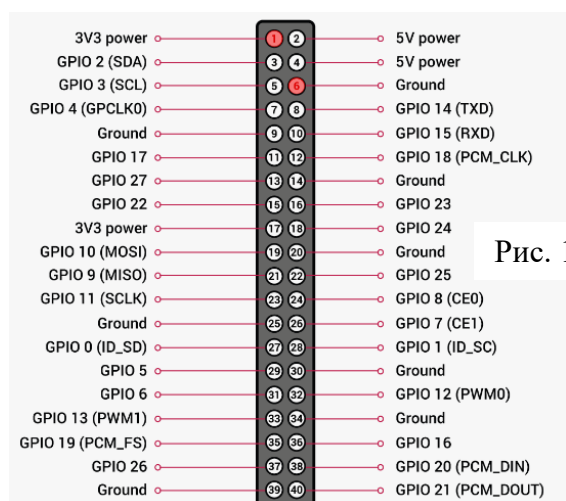 3V3 power 1 2 5V power
GPIO 2 (SDA) 3 4 5V power
GPIO 3 (SCL) 5 6 Ground
GPIO 4 (GPCLK0) 7 8 GPIO 14 (TXD)
Ground 9 10 GPIO 15 (RXD)
GPIO 17 11 12 GPIO 18 (PCM_CLK)
GPIO 27 13 14 Ground
GPIO 22 15 16 GPIO 23
3V3 power 17 18 GPIO 24
GPIO 10 (MOSI) 19 20 Ground Рис. 1
GPIO 9 (MISO) 21 22 GPIO 25
GPIO 11 (SCLK) 23 24 GPIO 8 (CE0)
Ground 25 26 GPIO 7 (CE1)
GPIO 0 (ID_SD) 27 28 GPIO 1 (ID_SC)
GPIO 5 29 30 Ground
GPIO 6 31 32 GPIO 12 (PWM0)
GPIO 13 (PWM1) 33 34 Ground
GPIO 19 (PCM_FS) 35 36 GPIO 16
GPIO 26 37 38 GPIO 20 (PCM_DIN)
Ground 39 40 GPIO 21 (PCM_DOUT)